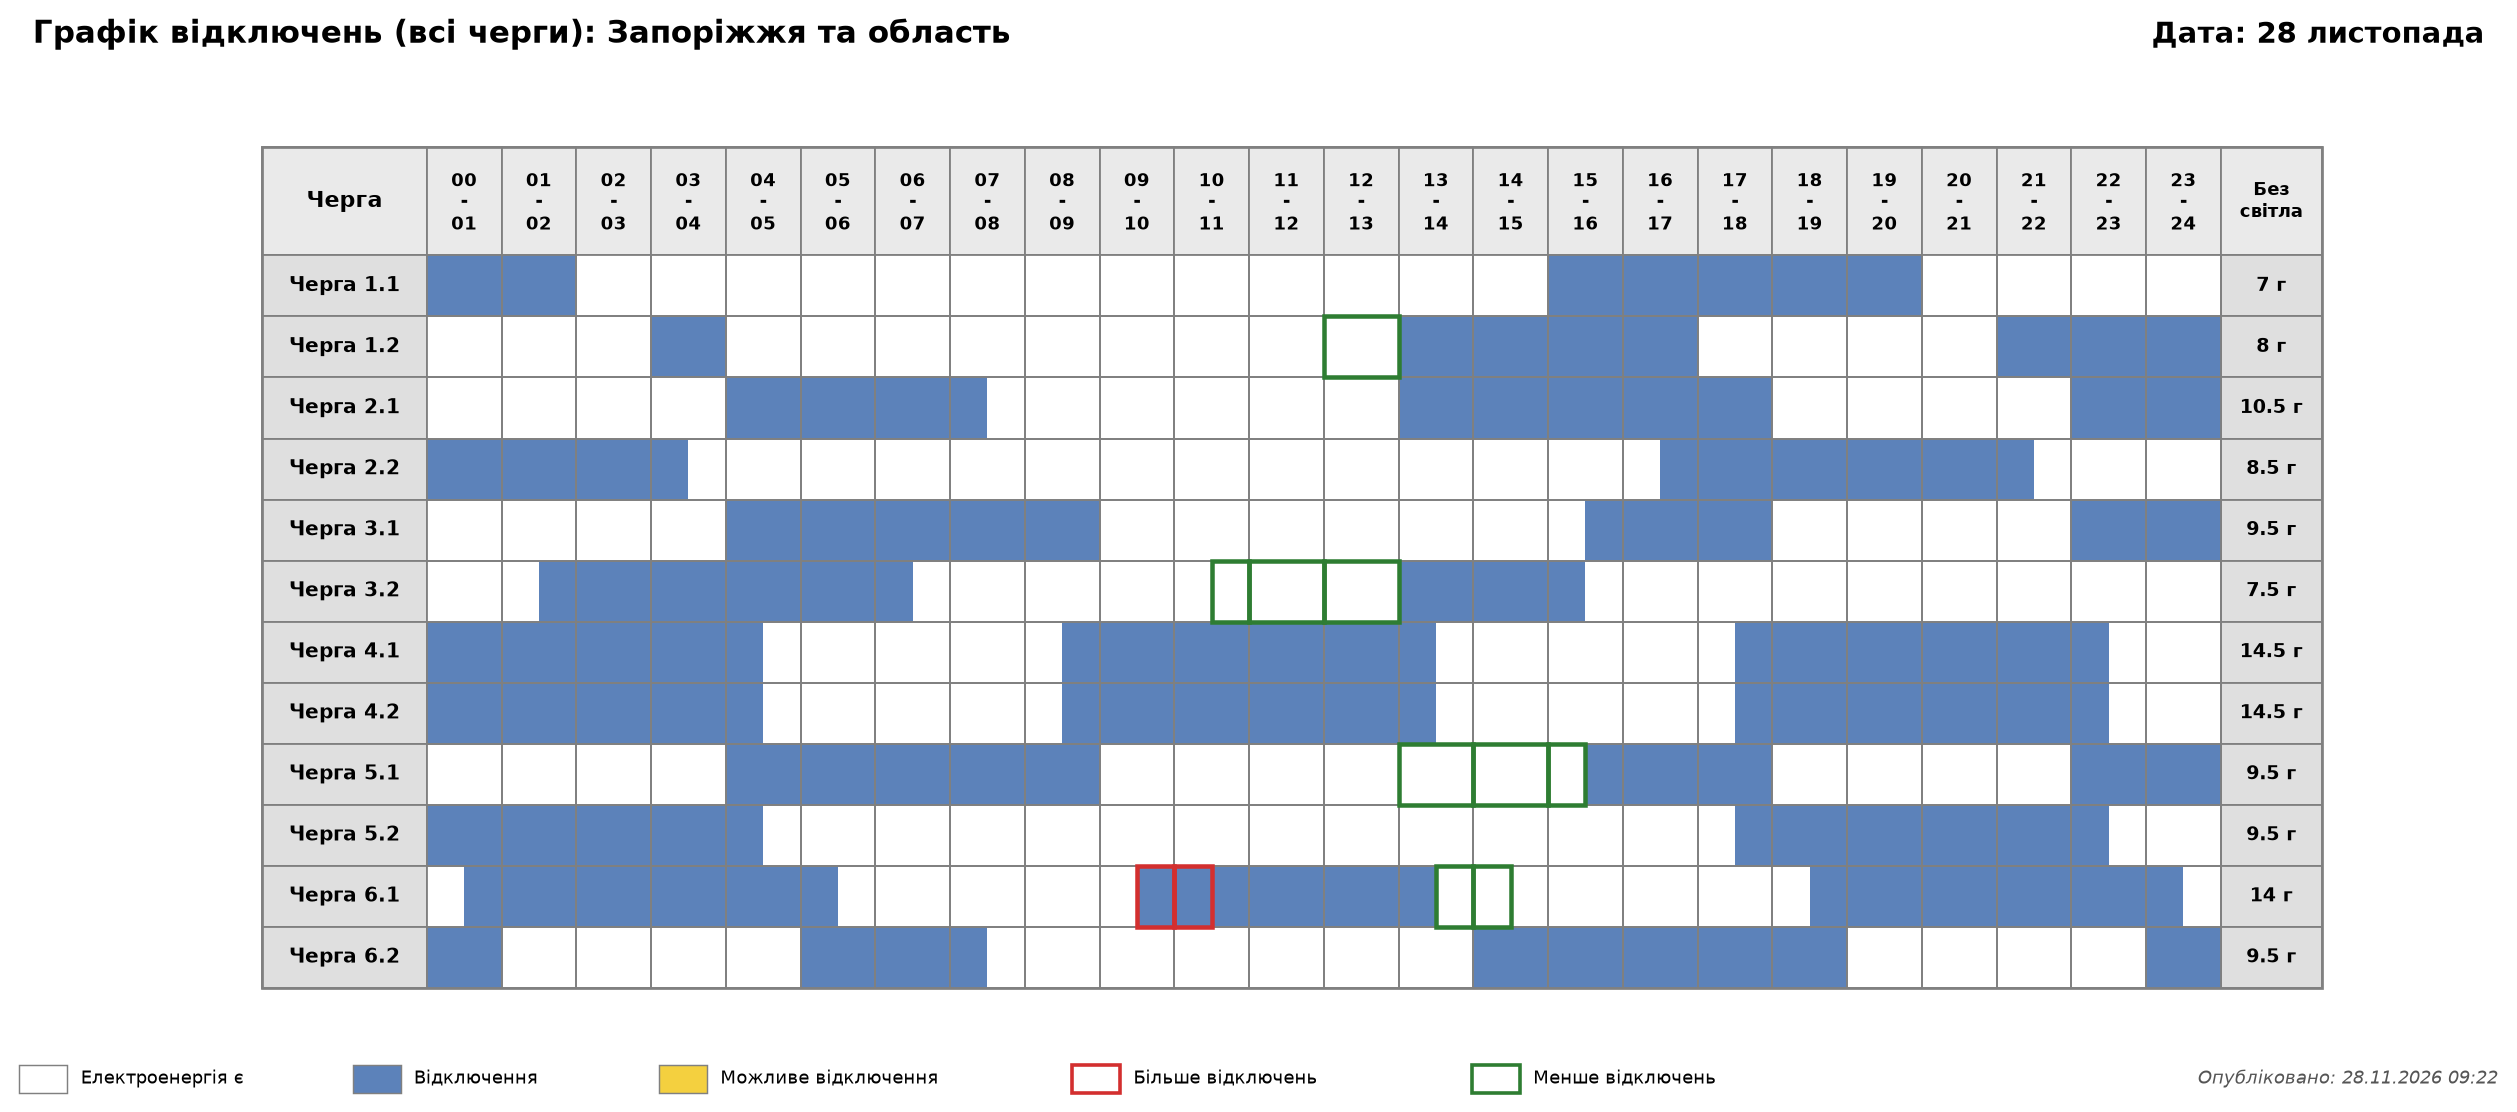 Графік відключень (всі черги): Запоріжжя та область
Дата: 28 листопада
Черга 00 - 01 01 - 02 02 - 03 03 - 04 04 - 05 05 - 06 06 - 07 07 - 08 08 - 09 09 - 10 10 - 11 11 - 12 12 - 13 13 - 14 14 - 15 15 - 16 16 - 17 17 - 18 18 - 19 19 - 20 20 - 21 21 - 22 22 - 23 23 - 24 Без світла
Черга 1.1 7 г
Черга 1.2 8 г
Черга 2.1 10.5 г
Черга 2.2 8.5 г
Черга 3.1 9.5 г
Черга 3.2 7.5 г
Черга 4.1 14.5 г
Черга 4.2 14.5 г
Черга 5.1 9.5 г
Черга 5.2 9.5 г
Черга 6.1 14 г
Черга 6.2 9.5 г
Електроенергія є Відключення Можливе відключення Більше відключень Менше відключень
Опубліковано: 28.11.2026 09:22